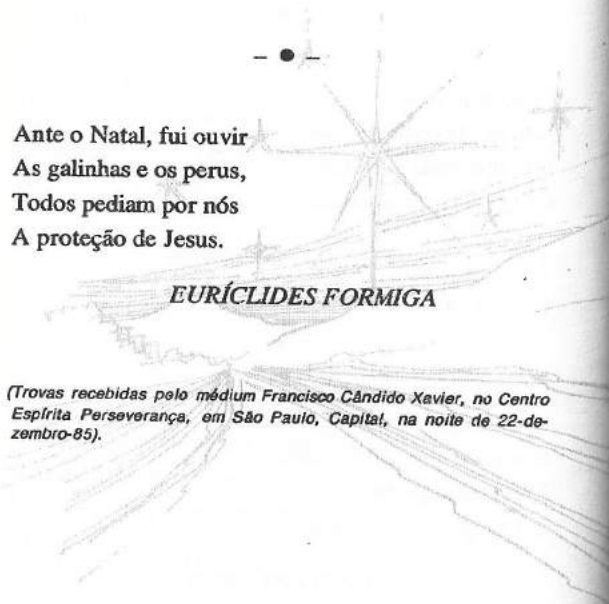 – ● –
Ante o Natal, fui ouvir
As galinhas e os perus,
Todos pediam por nós
A proteção de Jesus.
EURÍCLIDES FORMIGA
(Trovas recebidas pelo médium Francisco Cândido Xavier, no Centro
Espírita Perseverança, em São Paulo, Capital, na noite de 22-de-
zembro-85).